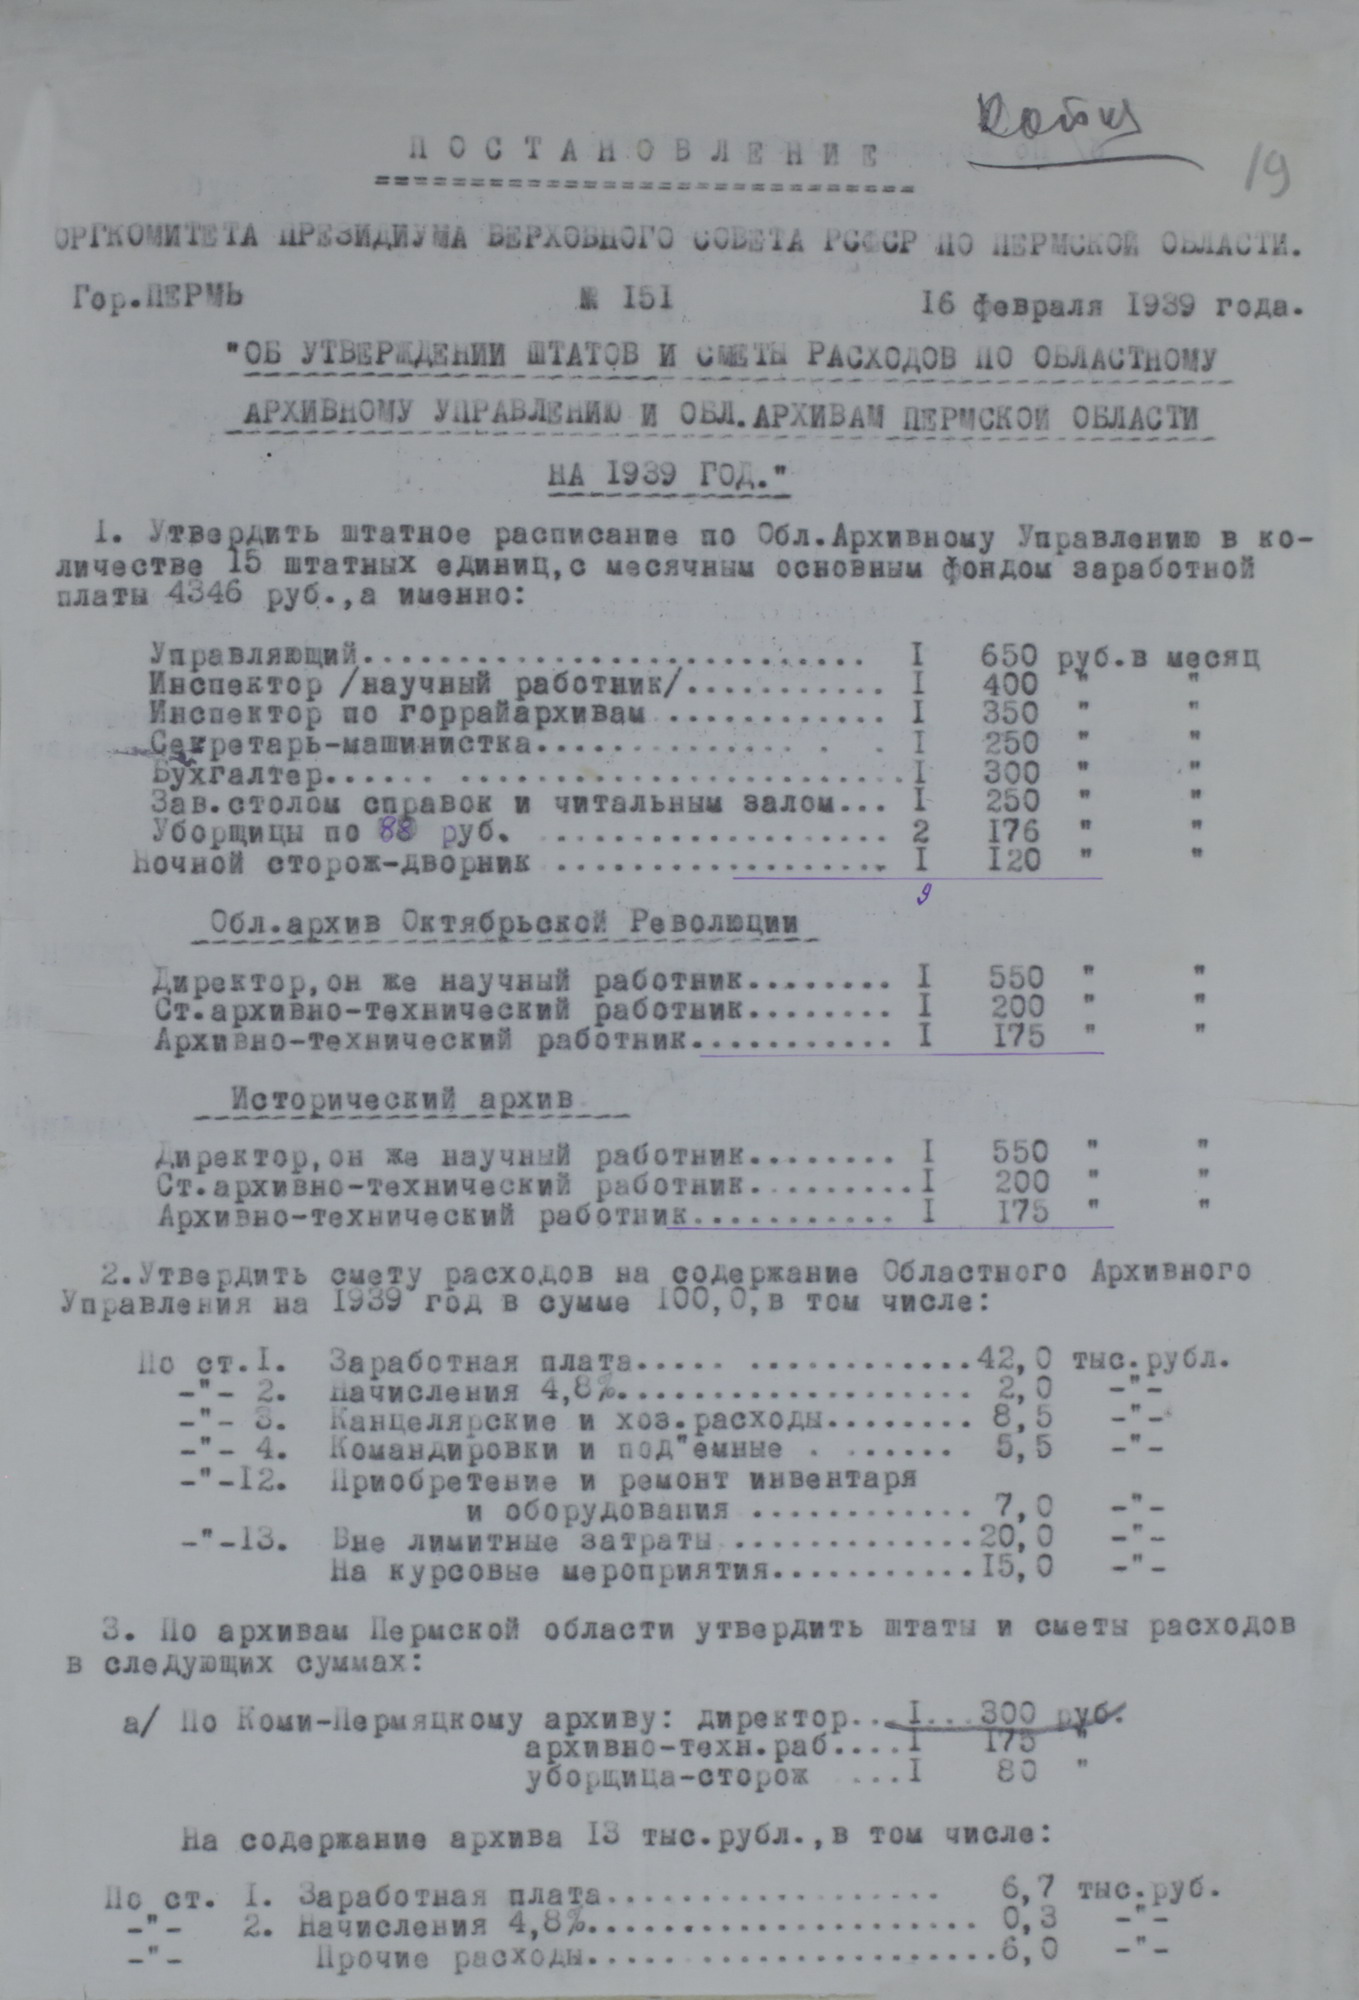 Копия
19
ПОСТАНОВЛЕНИЕ
ОРГКОМИТЕТА ПРЕЗИДИУМА ВЕРХОВНОГО СОВЕТА РСФСР ПО ПЕРМСКОЙ ОБЛАСТИ.
Гор.ПЕРМЬ № 151 16 февраля 1939 года.
"ОБ УТВЕРЖДЕНИИ ШТАТОВ И СМЕТЫ РАСХОДОВ ПО ОБЛАСТНОМУ
АРХИВНОМУ УПРАВЛЕНИЮ И ОБЛ.АРХИВАМ ПЕРМСКОЙ ОБЛАСТИ
НА 1939 ГОД."
1. Утвердить штатное расписание по Обл.Архивному Управлению в ко-
личестве 15 штатных единиц,с месячным основным фондом заработной
платы 4346 руб.,а именно:
Управляющий........................... I 650 руб.в месяц
Инспектор /научный работник/........... I 400 " "
Инспектор по горрайархивам ............ I 350 " "
Секретарь-машинистка................ . . I 250 " "
Бухгалтер...... ........................I 300 " "
Зав.столом справок и читальным залом... I 250 " "
Уборщицы по 88 руб. .................. 2 176 " "
Ночной сторож-дворник .................. I 120 " "
9
Обл.архив Октябрьской Революции
Директор,он же научный работник........ I 550 " "
Ст.архивно-технический работник........ I 200 " "
Архивно-технический работник........... I 175 " "
Исторический архив
Директор,он же научный работник........ I 550 " "
Ст.архивно-технический работник.........I 200 " "
Архивно-технический работник........... I 175 " "
2.Утвердить смету расходов на содержание Областного Архивного
Управления на 1939 год в сумме 100,0,в том числе:
По ст.1. Заработная плата..... ............42,0 тыс.рубл.
-"- 2. Начисления 4,8%................... 2,0 -"-
-"- 3. Канцелярские и хоз.расходы........ 8,5 -"-
-"- 4. Командировки и под"емные . ...... 5,5 -"-
-"-12. Приобретение и ремонт инвентаря
и оборудования ............ 7,0 -"-
-"-13. Вне лимитные затраты .............20,0 -"-
На курсовые мероприятия...........15,0 -"-
3. По архивам Пермской области утвердить штаты и сметы расходов
в следующих суммах:
а/ По Коми-Пермяцкому архиву: директор...I...300 руб.
архивно-техн.раб....I 175 "
уборщица-сторож ...I 80 "
На содержание архива 13 тыс.рубл.,в том числе:
По ст. 1. Заработная плата.................. 6,7 тыс.руб.
-"- 2. Начисления 4,8%..................... 0,3 -"-
-"- Прочие расходы......................6,0 -"-